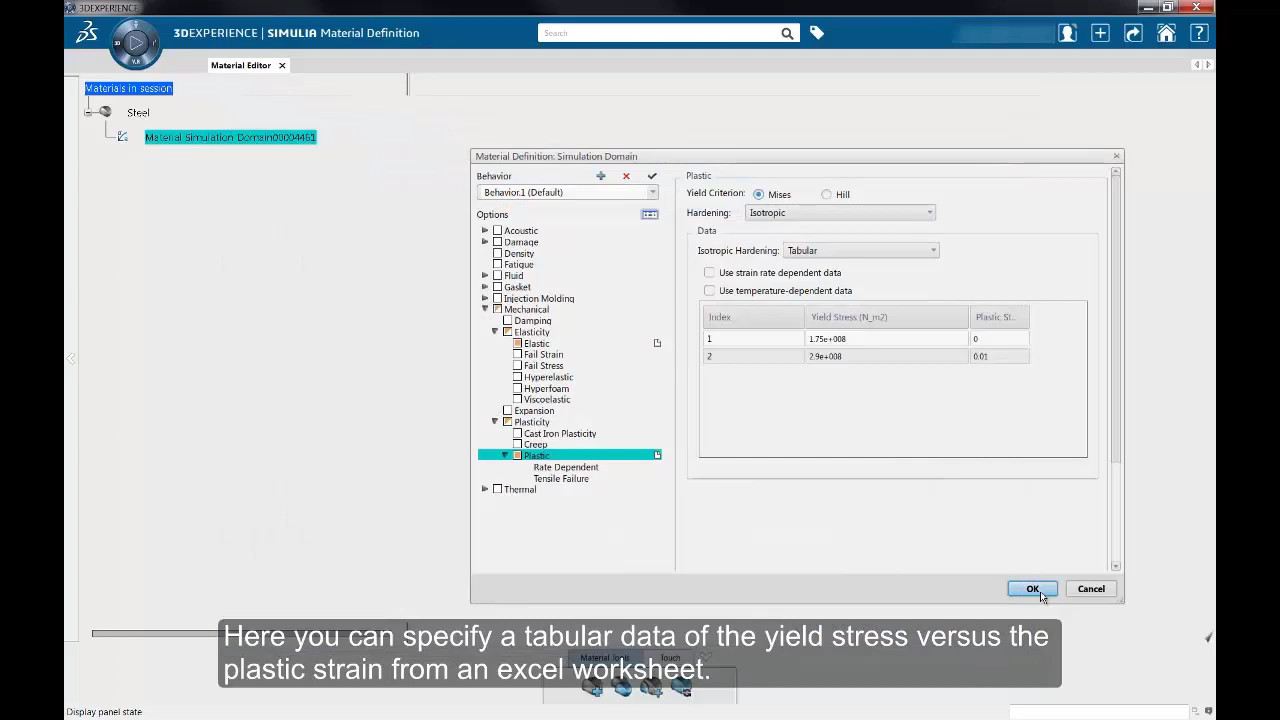 3DEXPERIENCE
3DEXPERIENCE | SIMULIA Material Definition
Search
Material Editor
Materials in session
Steel
Material Simulation Domain00004461
Material Definition: Simulation Domain
Behavior
Behavior.1 (Default)
Options
Acoustic
Damage
Density
Fatigue
Fluid
Gasket
Injection Molding
Mechanical
Damping
Elasticity
Elastic
Fail Strain
Fail Stress
Hyperelastic
Hyperfoam
Viscoelastic
Expansion
Plasticity
Cast Iron Plasticity
Creep
Plastic
Rate Dependent
Tensile Failure
Thermal
Plastic
Yield Criterion: Mises Hill
Hardening: Isotropic
Data
Isotropic Hardening: Tabular
Use strain rate dependent data
Use temperature-dependent data
Index Yield Stress (N_m2) Plastic St...
1 1.75e+008 0
2 2.9e+008 0.01
OK Cancel
Here you can specify a tabular data of the yield stress versus the
plastic strain from an excel worksheet.
Material Tools Touch
Display panel state